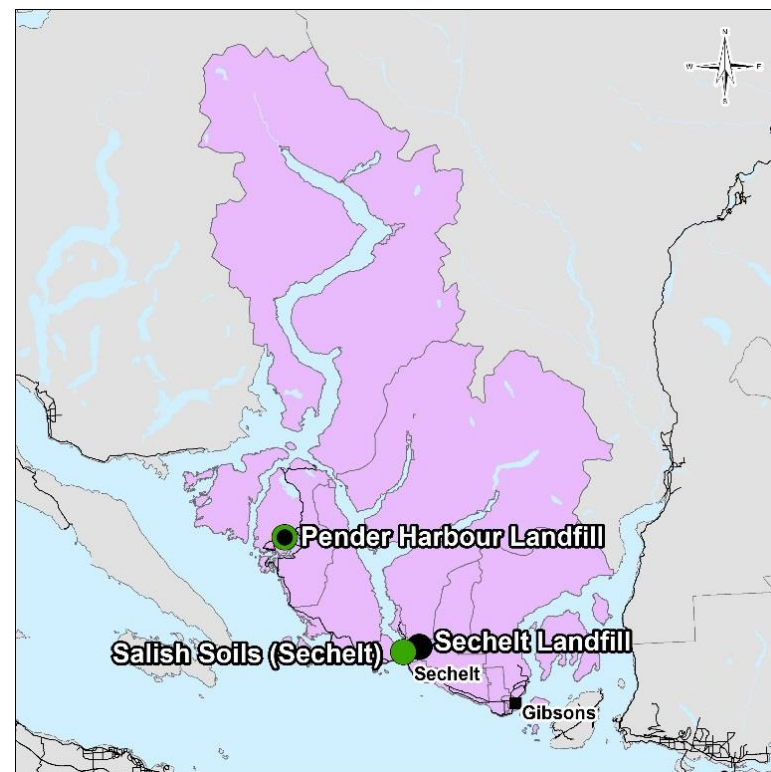 N
W E
S
Pender Harbour Landfill
Sechelt Landfill
Salish Soils (Sechelt)
Sechelt
Gibsons